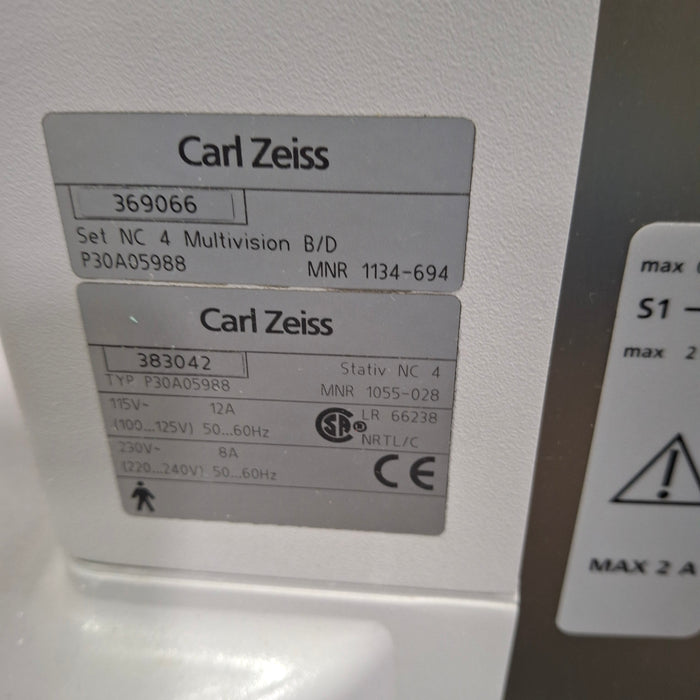 Carl Zeiss
369066
Set NC 4 Multivision B/D
P30A05988 MNR 1134-694
Carl Zeiss
383042 Stativ NC 4
TYP P30A05988 MNR 1055-028
115V~ 12A LR 66238
(100...125V) 50...60Hz NRTL/C
230V~ 8A
(220...240V) 50...60Hz CE
SA®
max
S1
max 2
MAX 2 A